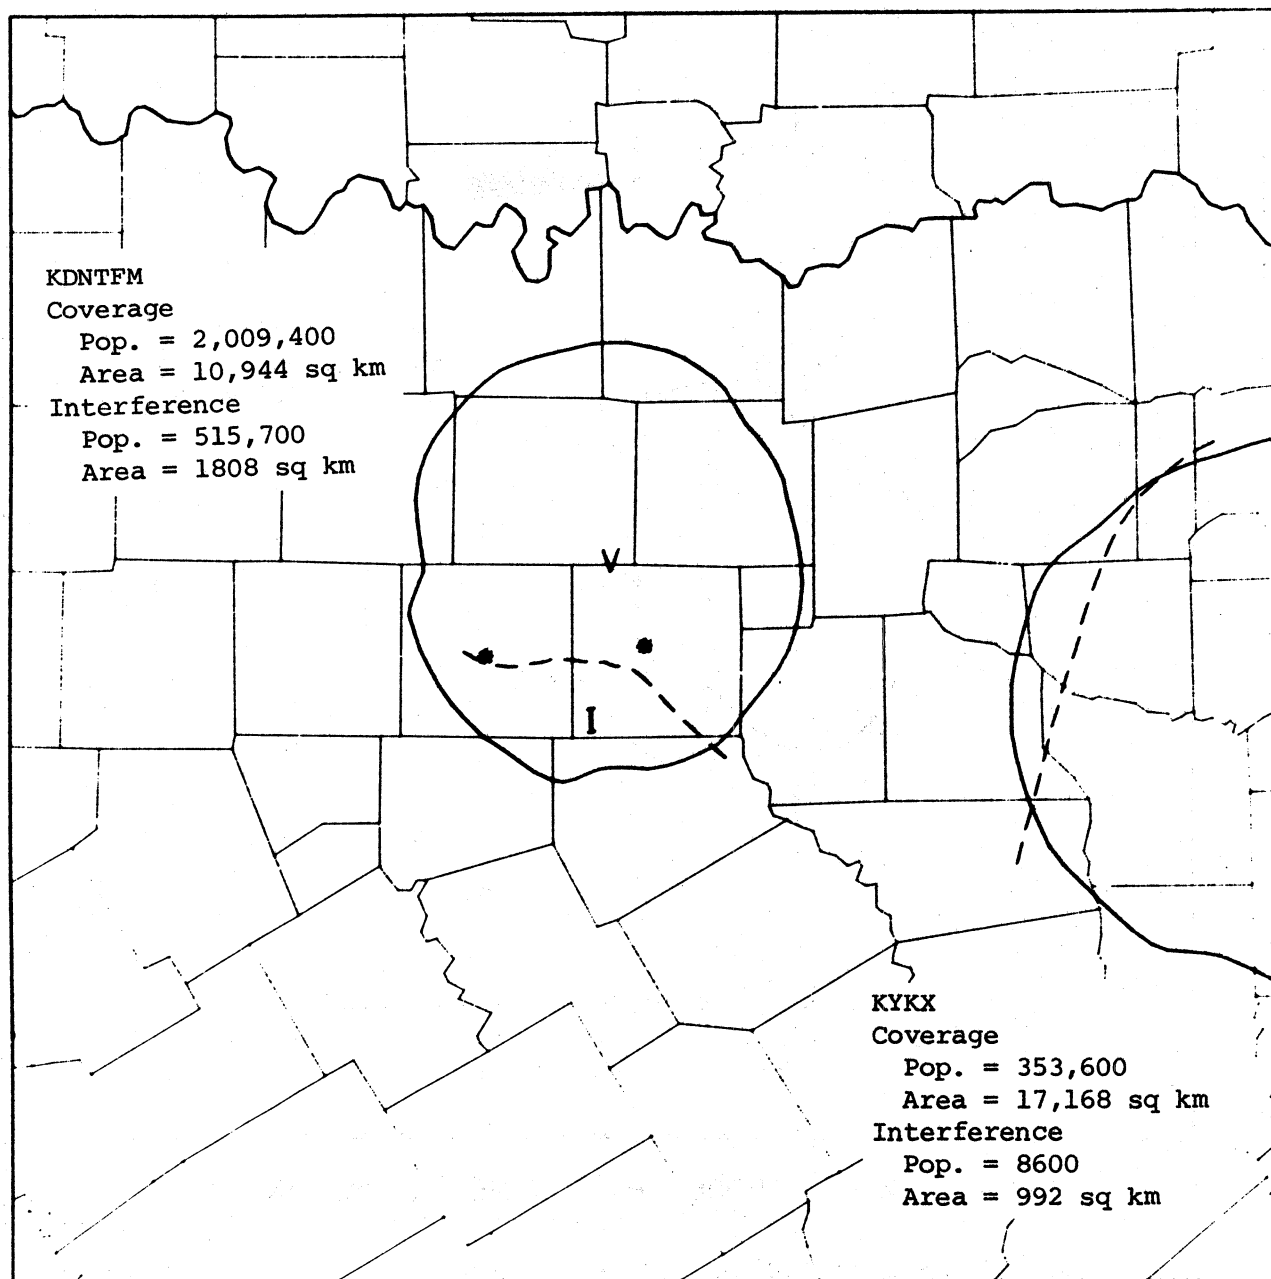 KDNTFM
Coverage
Pop. = 2,009,400
Area = 10,944 sq km
Interference
Pop. = 515,700
Area = 1808 sq km
V
I
KYKX
Coverage
Pop. = 353,600
Area = 17,168 sq km
Interference
Pop. = 8600
Area = 992 sq km